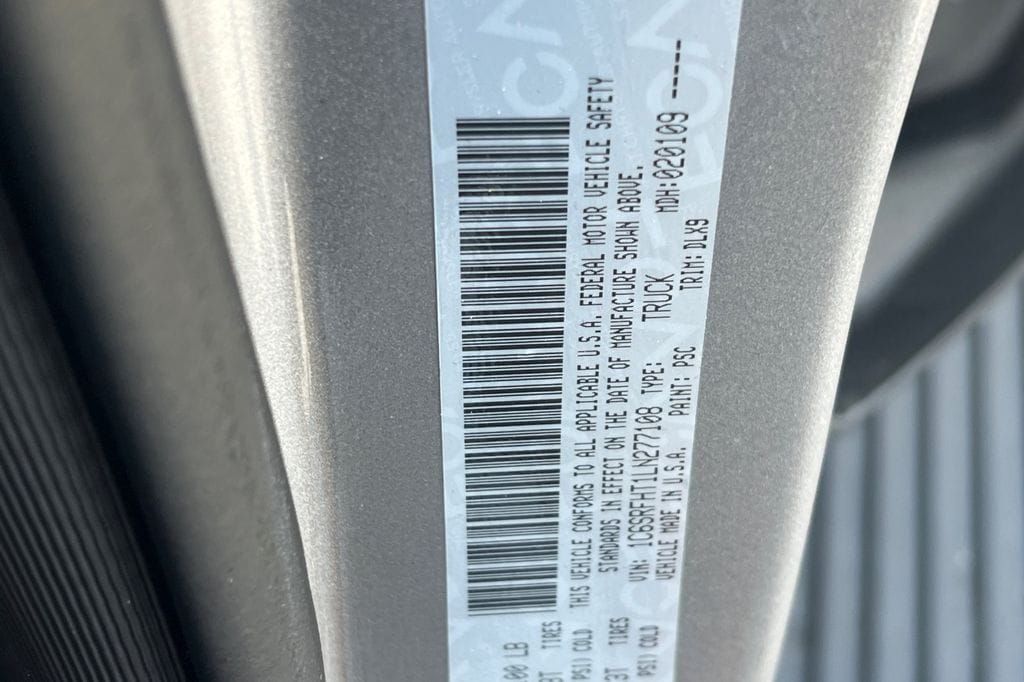 00 LB
TIRES
PSI) COLD
3T TIRES
PSI) COLD
THIS VEHICLE CONFORMS TO ALL APPLICABLE U.S.A. FEDERAL MOTOR VEHICLE SAFETY
STANDARDS IN EFFECT ON THE DATE OF MANUFACTURE SHOWN ABOVE.
VIN: 1C6SRFHT1LN277108 TYPE: TRUCK MDH:020109 -----
VEHICLE MADE IN U.S.A. PAINT: PSC TRIM: DLX9